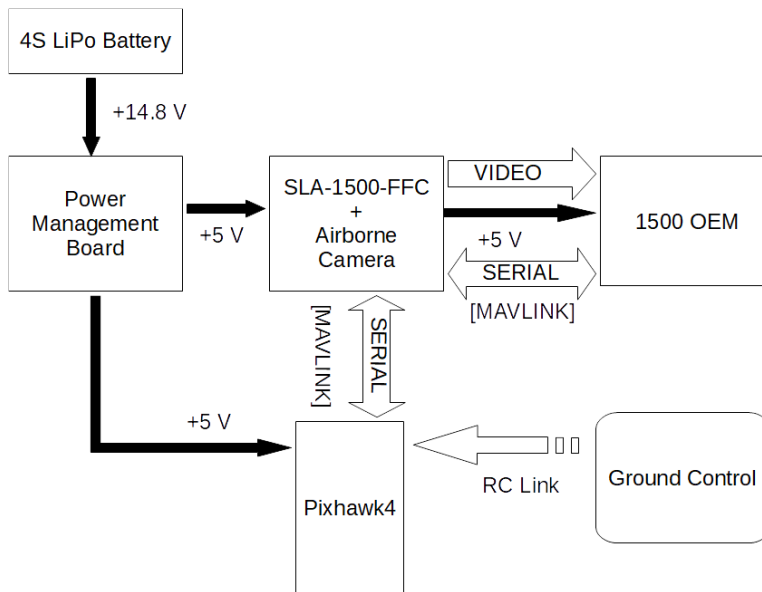 4S LiPo Battery
+14.8 V
Power
Management
Board
+5 V
SLA-1500-FFC
+
Airborne
Camera
VIDEO
+5 V
SERIAL
[MAVLINK]
1500 OEM
[MAVLINK]
SERIAL
+5 V
Pixhawk4
RC Link
Ground Control